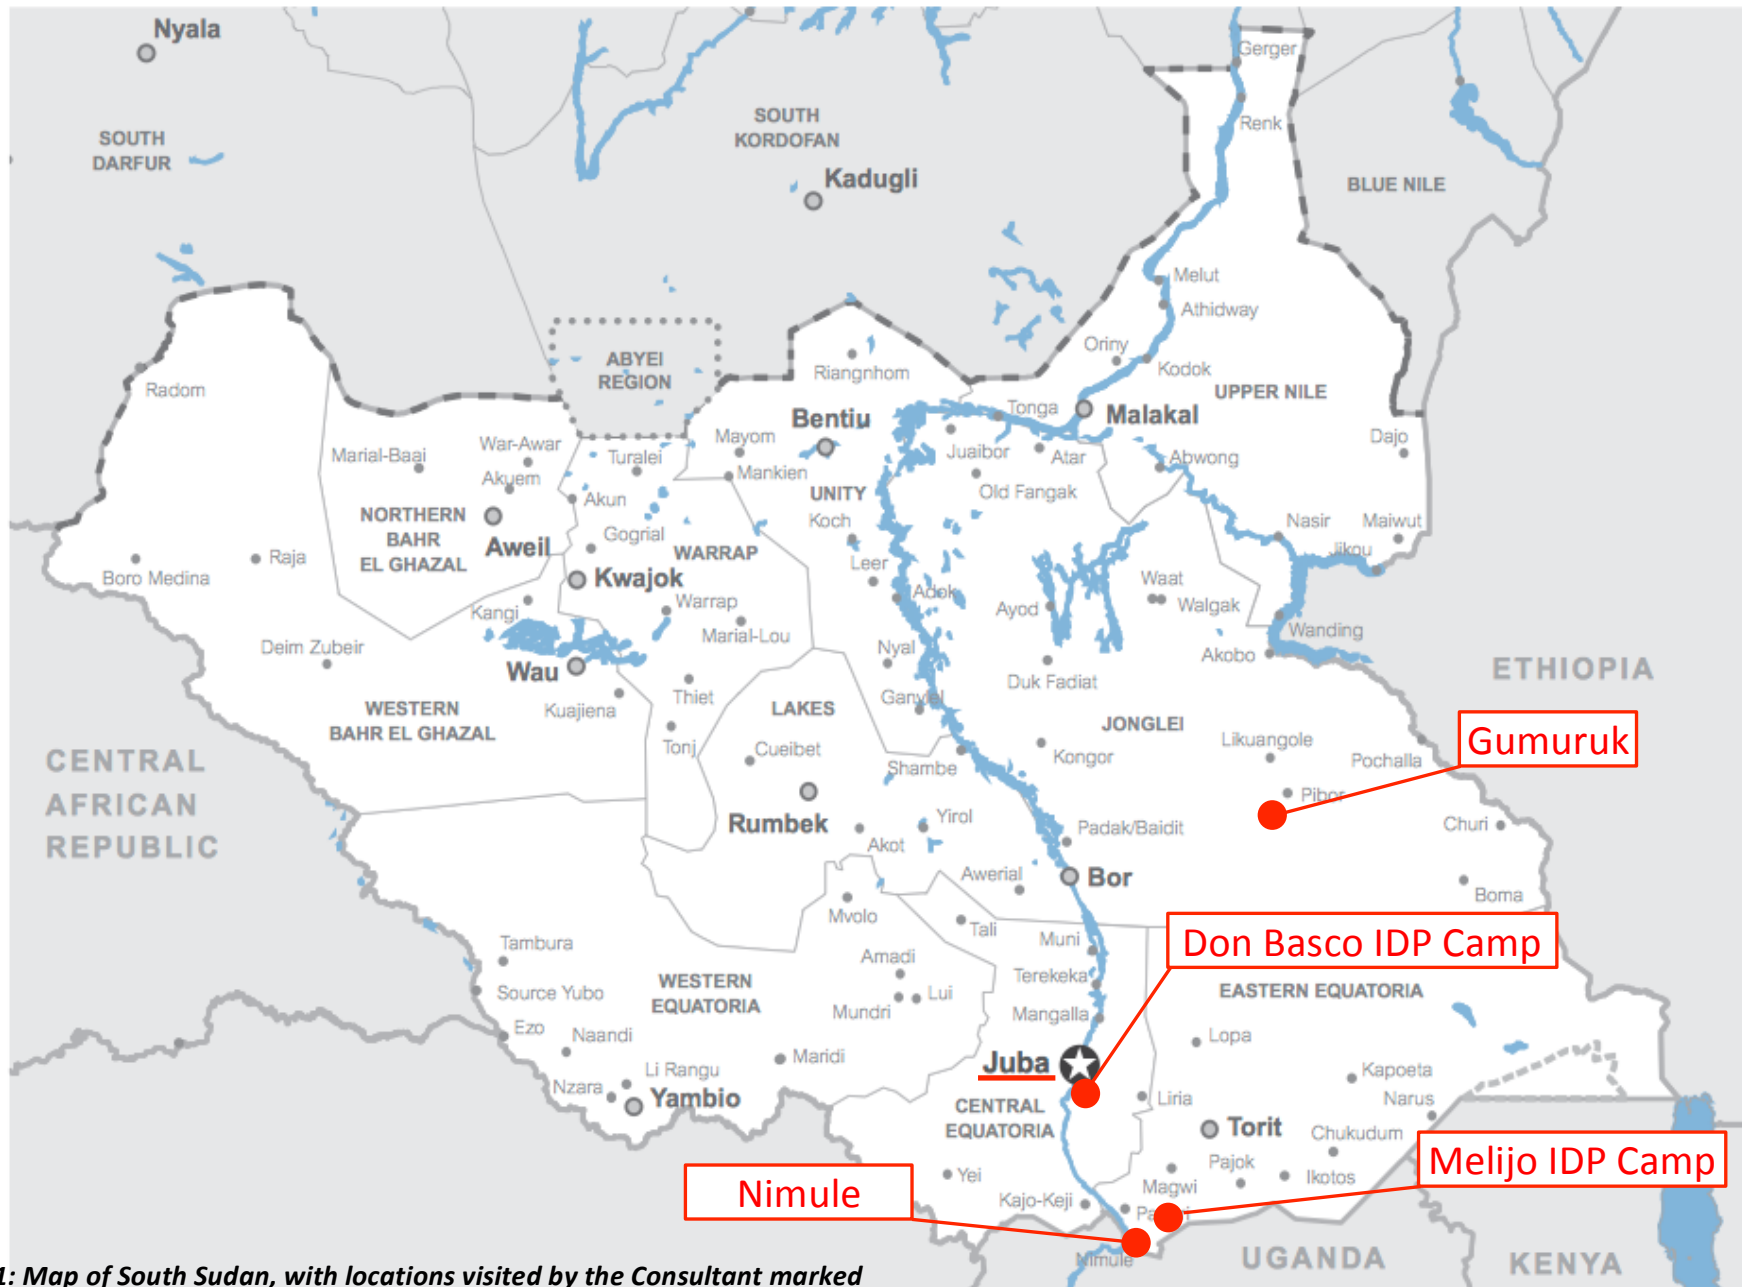 Nyala
SOUTH
DARFUR
SOUTH
KORDOFAN
Kadugli
Gerger
Renk
BLUE NILE
Melut
Athidway
Oriny
Kodok
UPPER NILE
ABYEI
REGION
Riangnhom
Radom
Bentiu
Tonga
Malakal
Dajo
Marial-Baai
War-Awar
Akuem
Turalei
Mayom
Mankien
Juaibor
Atar
Abwong
Old Fangak
UNITY
Akun
NORTHERN
BAHR
EL GHAZAL
Aweil
Gogrial
WARRAP
Koch
Nasir
Maiwut
Jikou
Boro Medina
Raja
Kwajok
Leer
Adok
Waat
Walgak
Ayod
Kangi
Warrap
Marial-Lou
Wanding
Akobo
Deim Zubeir
Wau
Nyal
Duk Fadiat
ETHIOPIA
Kuajiena
Thiet
Ganyiel
WESTERN
BAHR EL GHAZAL
LAKES
JONGLEI
Tonj
Cueibet
Shambe
Kongor
Likuangole
Pochalla
Gumuruk
CENTRAL
AFRICAN
REPUBLIC
Pibor
Rumbek
Akot
Yirol
Padak/Baidit
Churi
Awerial
Bor
Boma
Mvolo
Tali
Muni
Don Basco IDP Camp
Tambura
Amadi
Terekeka
WESTERN
EQUATORIA
EASTERN EQUATORIA
Source Yubo
Mundri
Lui
Mangalla
Ezo
Naandi
Maridi
Juba
Lopa
Kapoeta
Li Rangu
Nzara
Yambio
CENTRAL
EQUATORIA
Liria
Narus
Torit
Chukudum
Melijo IDP Camp
Yei
Nimule
Kajo-Keji
Magwi
Pajok
Ikotos
Nimule
UGANDA
KENYA
1: Map of South Sudan, with locations visited by the Consultant marked